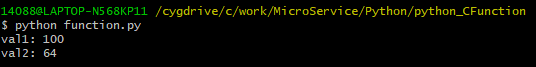 14088@LAPTOP-N568KP11 /cygdrive/c/work/MicroService/Python/python_CFunction
$ python function.py
val1: 100
val2: 64